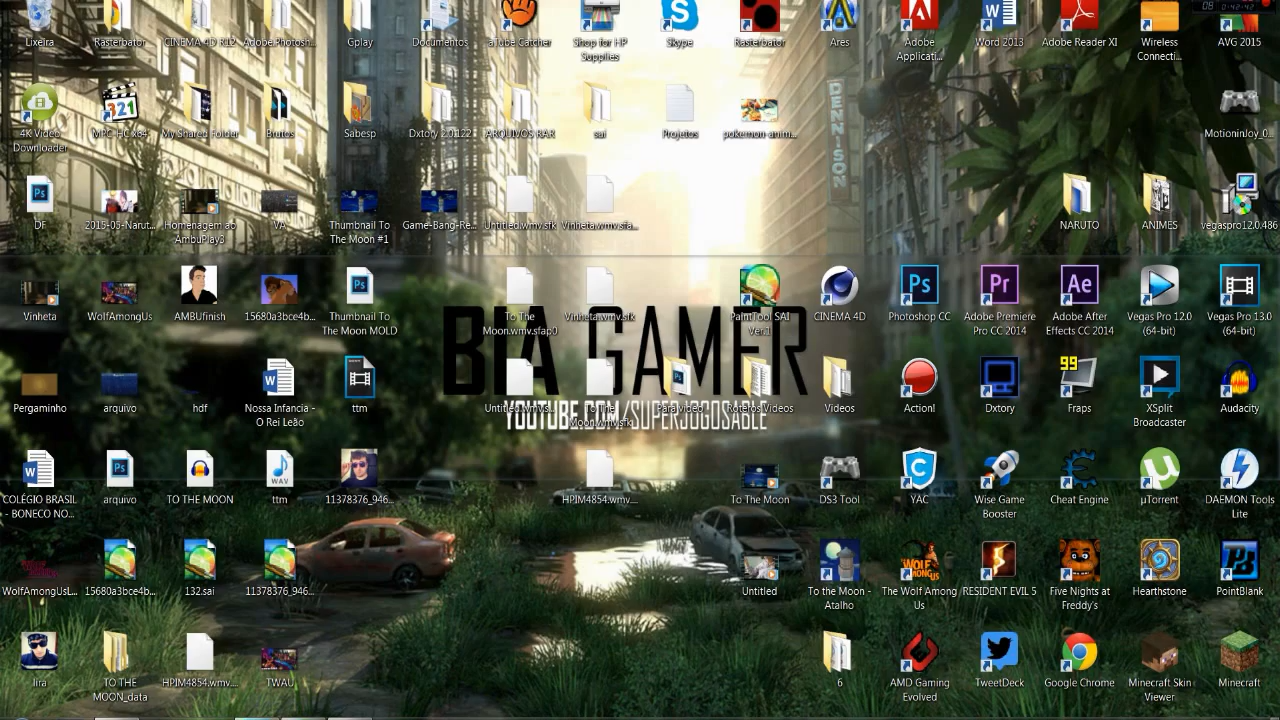 Lixeira
Rasterbator
CINEMA 4D R12
Adobe.Photosh...
Gplay
Documentos
aTube Catcher
Shop for HP
Supplies
Skype
Rasterbator
Ares
Adobe
Applicati...
Word 2013
Adobe Reader XI
Wireless
Connecti...
AVG 2015
4K Video
Downloader
MPC-HC x64
My Shared Folder
Brutos
Sabesp
Dxtory 2.0.122
ARQUIVOS RAR
sai
Projetos
pokemon-anim...
MotioninJoy_0...
DENNISON
DF
2015-05-Narut...
Homenagem ao
AmbuPlay3
VA
Thumbnail To
The Moon #1
Game-Bang-Re...
Untitled.wmv.sfk
Vinheta.wmv.sfa...
NARUTO
ANIMES
vegaspro12.0.486
Vinheta
WolfAmongUs
AMBUfinish
15680a3bce4b...
Thumbnail To
The Moon MOLD
To The
Moon.wmv.sfap0
Vinheta.wmv.sfk
PaintTool SAI
Ver.1
CINEMA 4D
Photoshop CC
Adobe Premiere
Pro CC 2014
Adobe After
Effects CC 2014
Vegas Pro 12.0
(64-bit)
Vegas Pro 13.0
(64-bit)
BIA GAMER
YOUTUBE.COM/SUPERJOGOSABLE
Pergaminho
arquivo
hdf
Nossa Infancia -
O Rei Leão
ttm
Untitled.wmv.s...
To The
Moon.wmv.sfk
Para video
Roteros Videos
Videos
Action!
Dxtory
Fraps
XSplit
Broadcaster
Audacity
COLÉGIO BRASIL
- BONECO NO...
arquivo
TO THE MOON
ttm
11378376_946...
HPIM4854.wmv....
To The Moon
DS3 Tool
YAC
Wise Game
Booster
Cheat Engine
µTorrent
DAEMON Tools
Lite
WolfAmongUsL...
15680a3bce4b...
132.sai
11378376_946...
Untitled
To the Moon -
Atalho
The Wolf Among
Us
RESIDENT EVIL 5
Five Nights at
Freddy's
Hearthstone
PointBlank
lira
TO THE
MOON_data
HPIM4854.wmv....
TWAU
6
AMD Gaming
Evolved
TweetDeck
Google Chrome
Minecraft Skin
Viewer
Minecraft